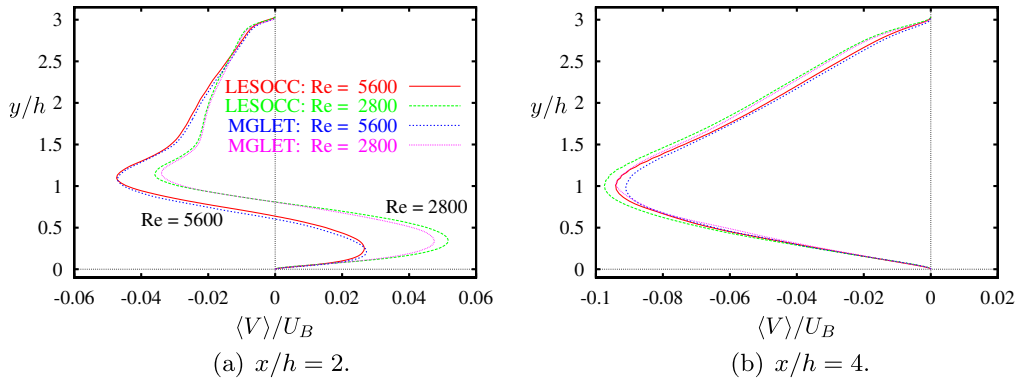 3
2.5
2
1.5
1
0.5
0
y/h
LESOCC: Re = 5600
LESOCC: Re = 2800
MGLET: Re = 5600
MGLET: Re = 2800
Re = 5600
Re = 2800
-0.06 -0.04 -0.02 0 0.02 0.04 0.06
⟨V⟩/U_B
(a) x/h = 2.
3
2.5
2
1.5
1
0.5
0
y/h
-0.1 -0.08 -0.06 -0.04 -0.02 0 0.02
⟨V⟩/U_B
(b) x/h = 4.